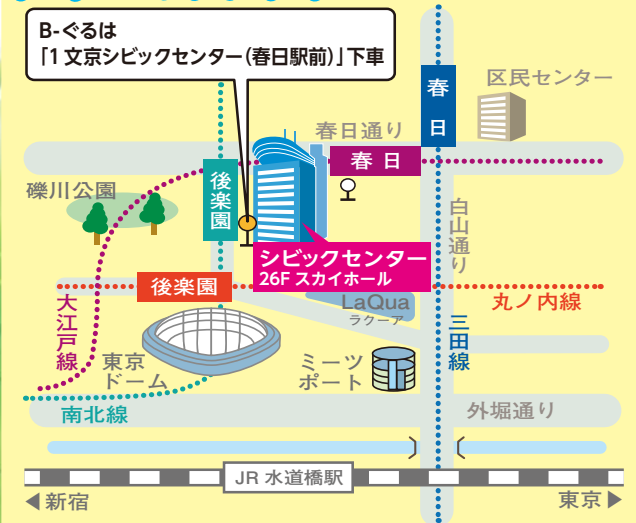 B-ぐるは
「1 文京シビックセンター(春日駅前)」下車
区民センター
春日
春日通り
春日
後楽園
礫川公園
白山通り
シビックセンター
26F スカイホール
後楽園
LaQua
ラクーア
丸ノ内線
大江戸線
三田線
東京
ドーム
ミーツ
ポート
南北線
外堀通り
JR 水道橋駅
◀新宿
東京▶